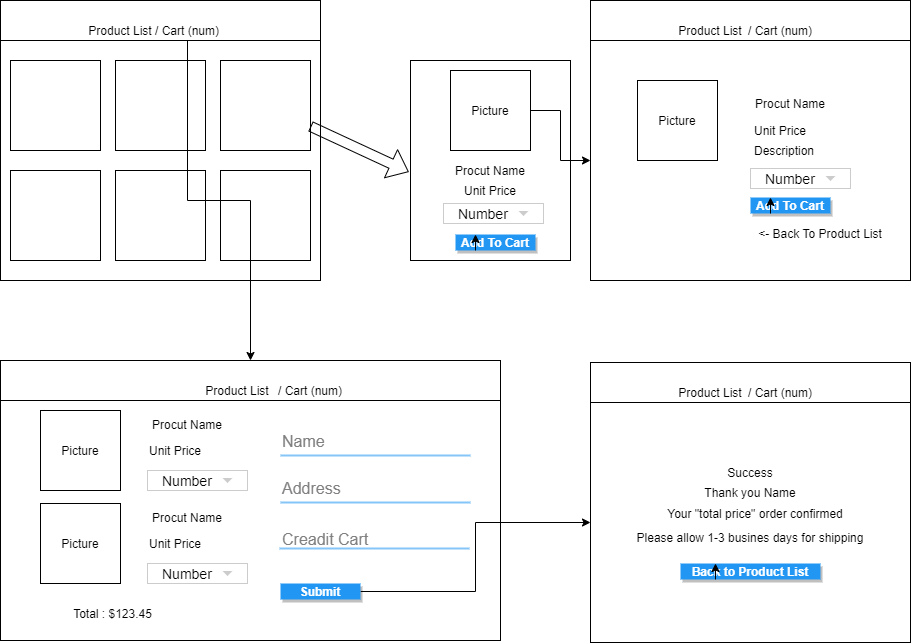 Product List / Cart (num)
Picture
Procut Name
Unit Price
Number
Add To Cart
Product List / Cart (num)
Picture
Procut Name
Unit Price
Description
Number
Add To Cart
<- Back To Product List
Product List / Cart (num)
Picture
Procut Name
Unit Price
Number
Picture
Procut Name
Unit Price
Number
Total : $123.45
Name
Address
Creadit Cart
Submit
Product List / Cart (num)
Success
Thank you Name
Your "total price" order confirmed
Please allow 1-3 busines days for shipping
Back to Product List